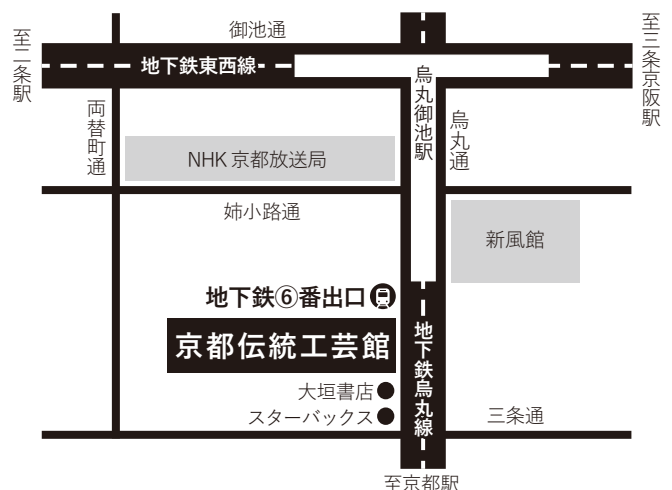 御池通
至二条駅
至三条京阪駅
地下鉄東西線
烏丸御池駅
両替町通
烏丸通
NHK 京都放送局
姉小路通
新風館
地下鉄⑥番出口
京都伝統工芸館
地下鉄烏丸線
大垣書店
スターバックス
三条通
至京都駅